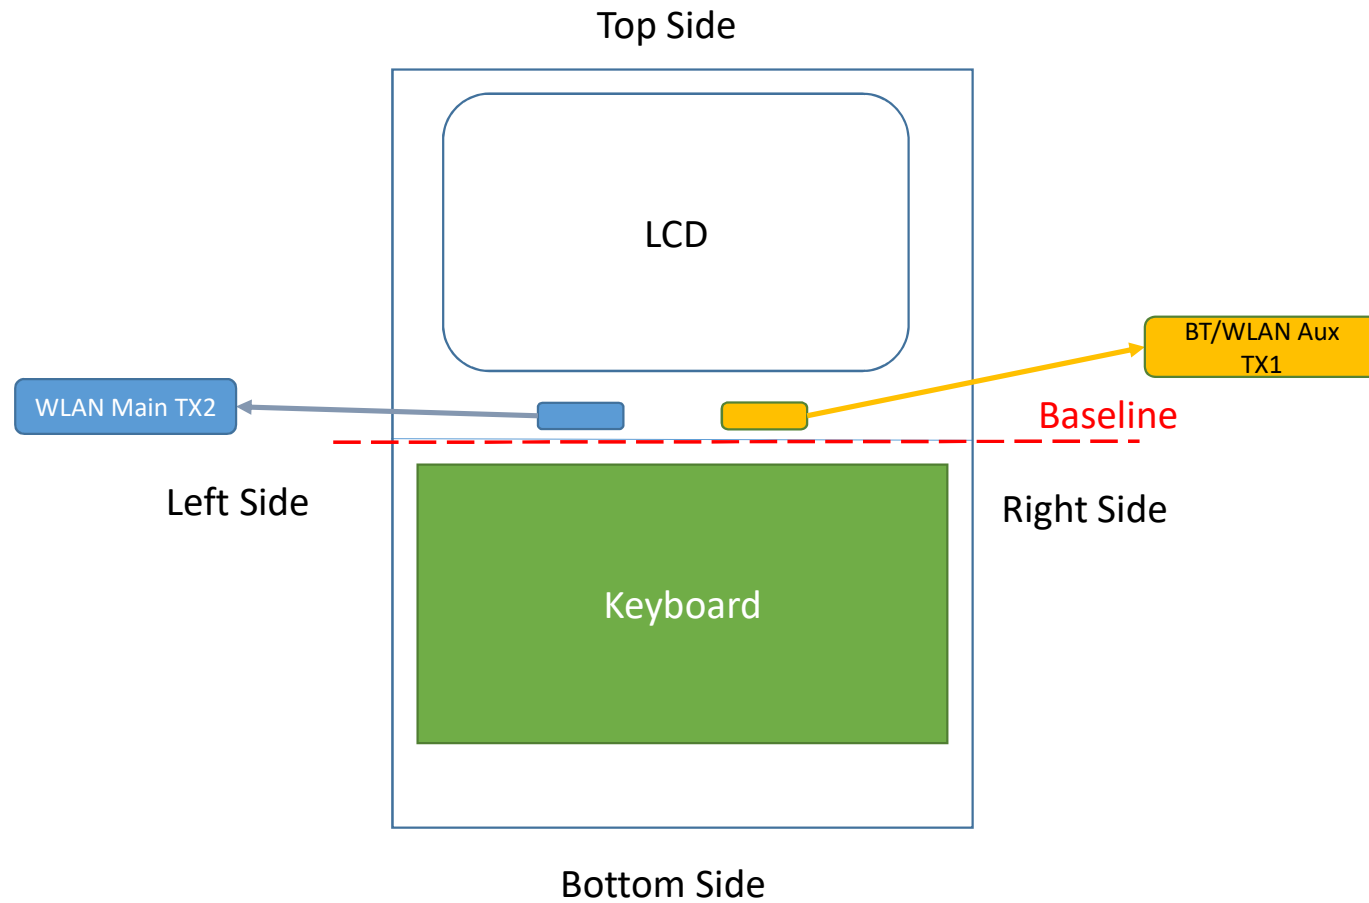 Top Side
LCD
BT/WLAN Aux
TX1
WLAN Main TX2
Baseline
Left Side
Right Side
Keyboard
Bottom Side